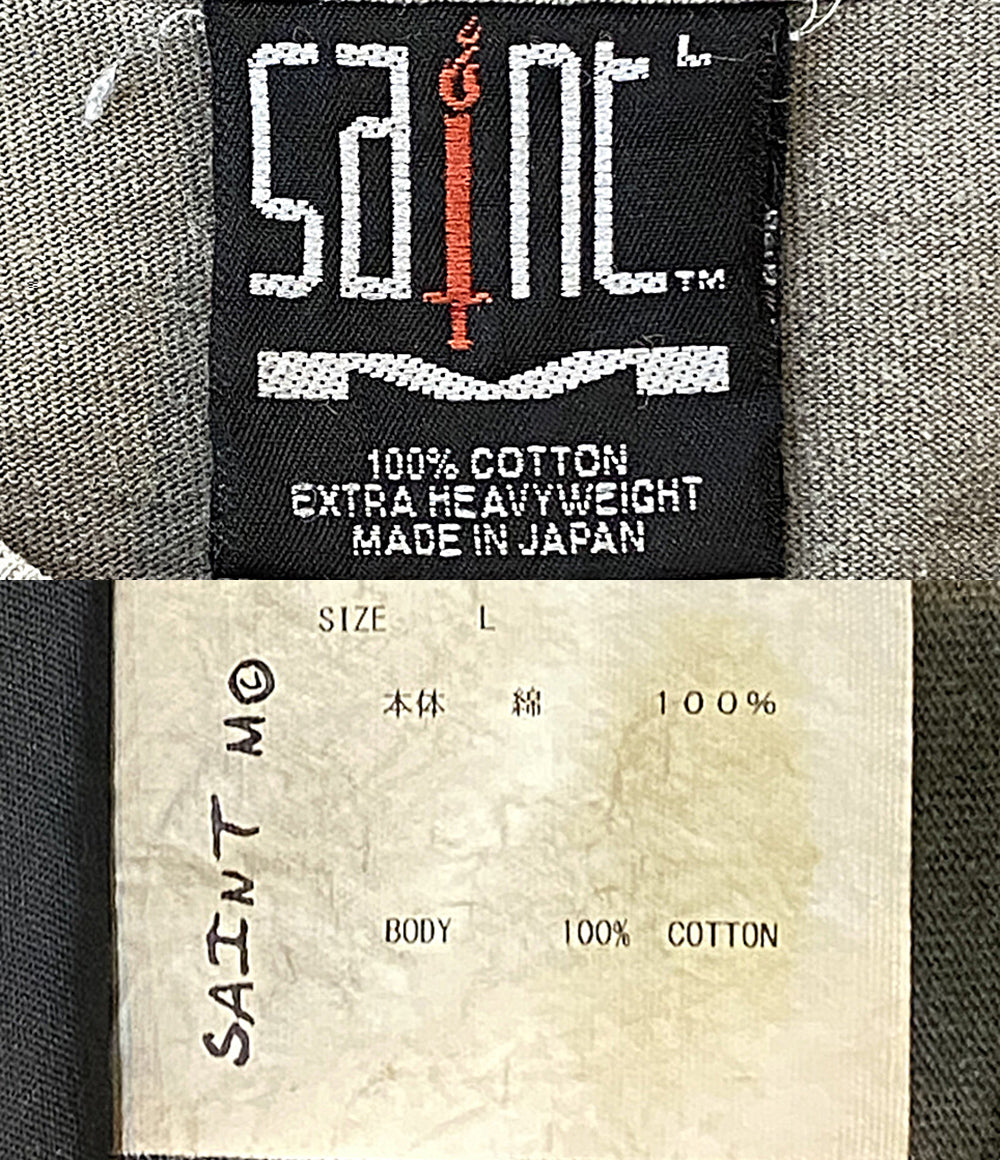 saint L
TM
100% COTTON
EXTRA HEAVYWEIGHT
MADE IN JAPAN
SIZE L
本体 綿 100%
BODY 100% COTTON
SAINT M©